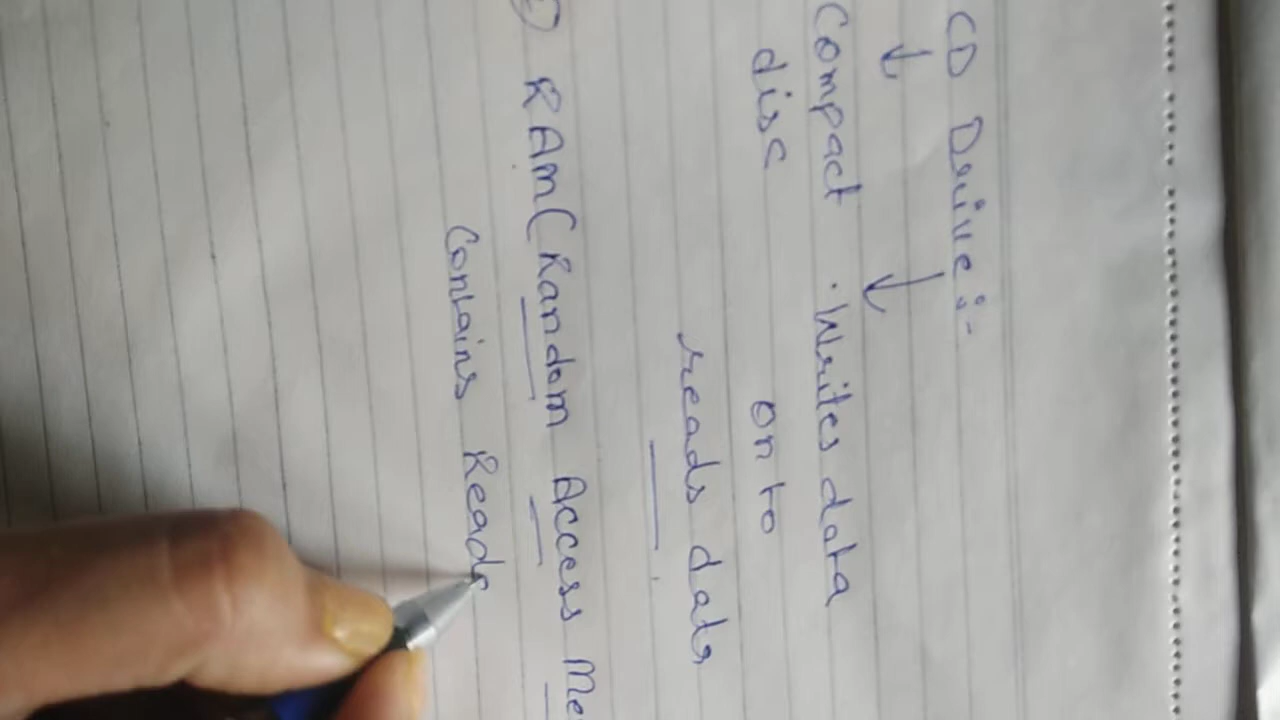 CD Drive :-
Compact . Writes data
disc on to
reads data
RAM (Random Access Me
Contains Reads